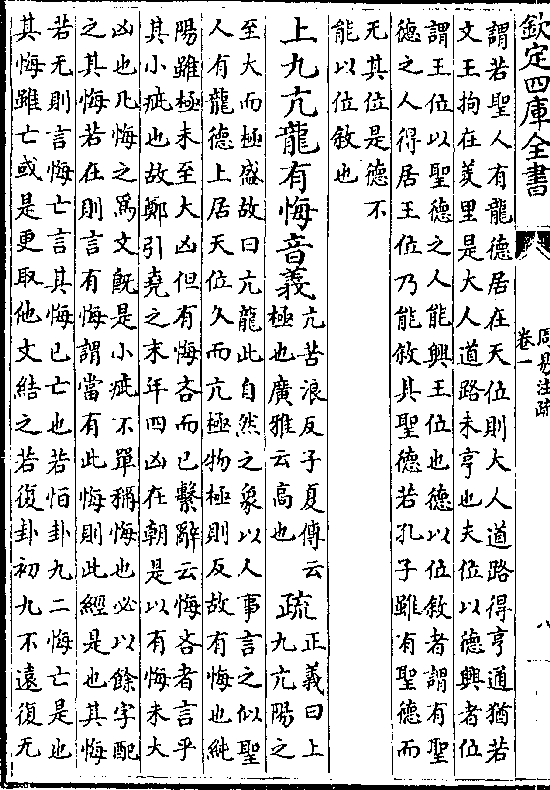 欽定四庫全書
周易注疏
卷一
八
謂若聖人有龍德居在天位則大人道路得亨通猶若
文王拘在羑里是大人道路未亨也夫位以德興者位
謂王位以聖德之人能興王位也德以位敘者謂有聖
德之人得居王位乃能敘其聖德若孔子雖有聖德而
无其位是德不
能以位敘也
上九亢龍有悔音義
亢苦浪反子夏傳云
極也廣雅云高也
疏
正義曰上
九亢陽之
至大而極盛故曰亢龍此自然之象以人事言之似聖
人有龍德上居天位久而亢極物極則反故有悔也純
陽雖極未至大凶但有悔吝而已繫辭云悔吝者言乎
其小疵也故鄭引堯之末年四凶在朝是以有悔未大
凶也凡悔之為文旣是小疵不單稱悔也必以餘字配
之其悔若在則言有悔謂當有此悔則此經是也其悔
若无則言悔亡言其悔已亡也若怕卦九二悔亡是也
其悔雖亡或是更取他文結之若復卦初九不遠復无